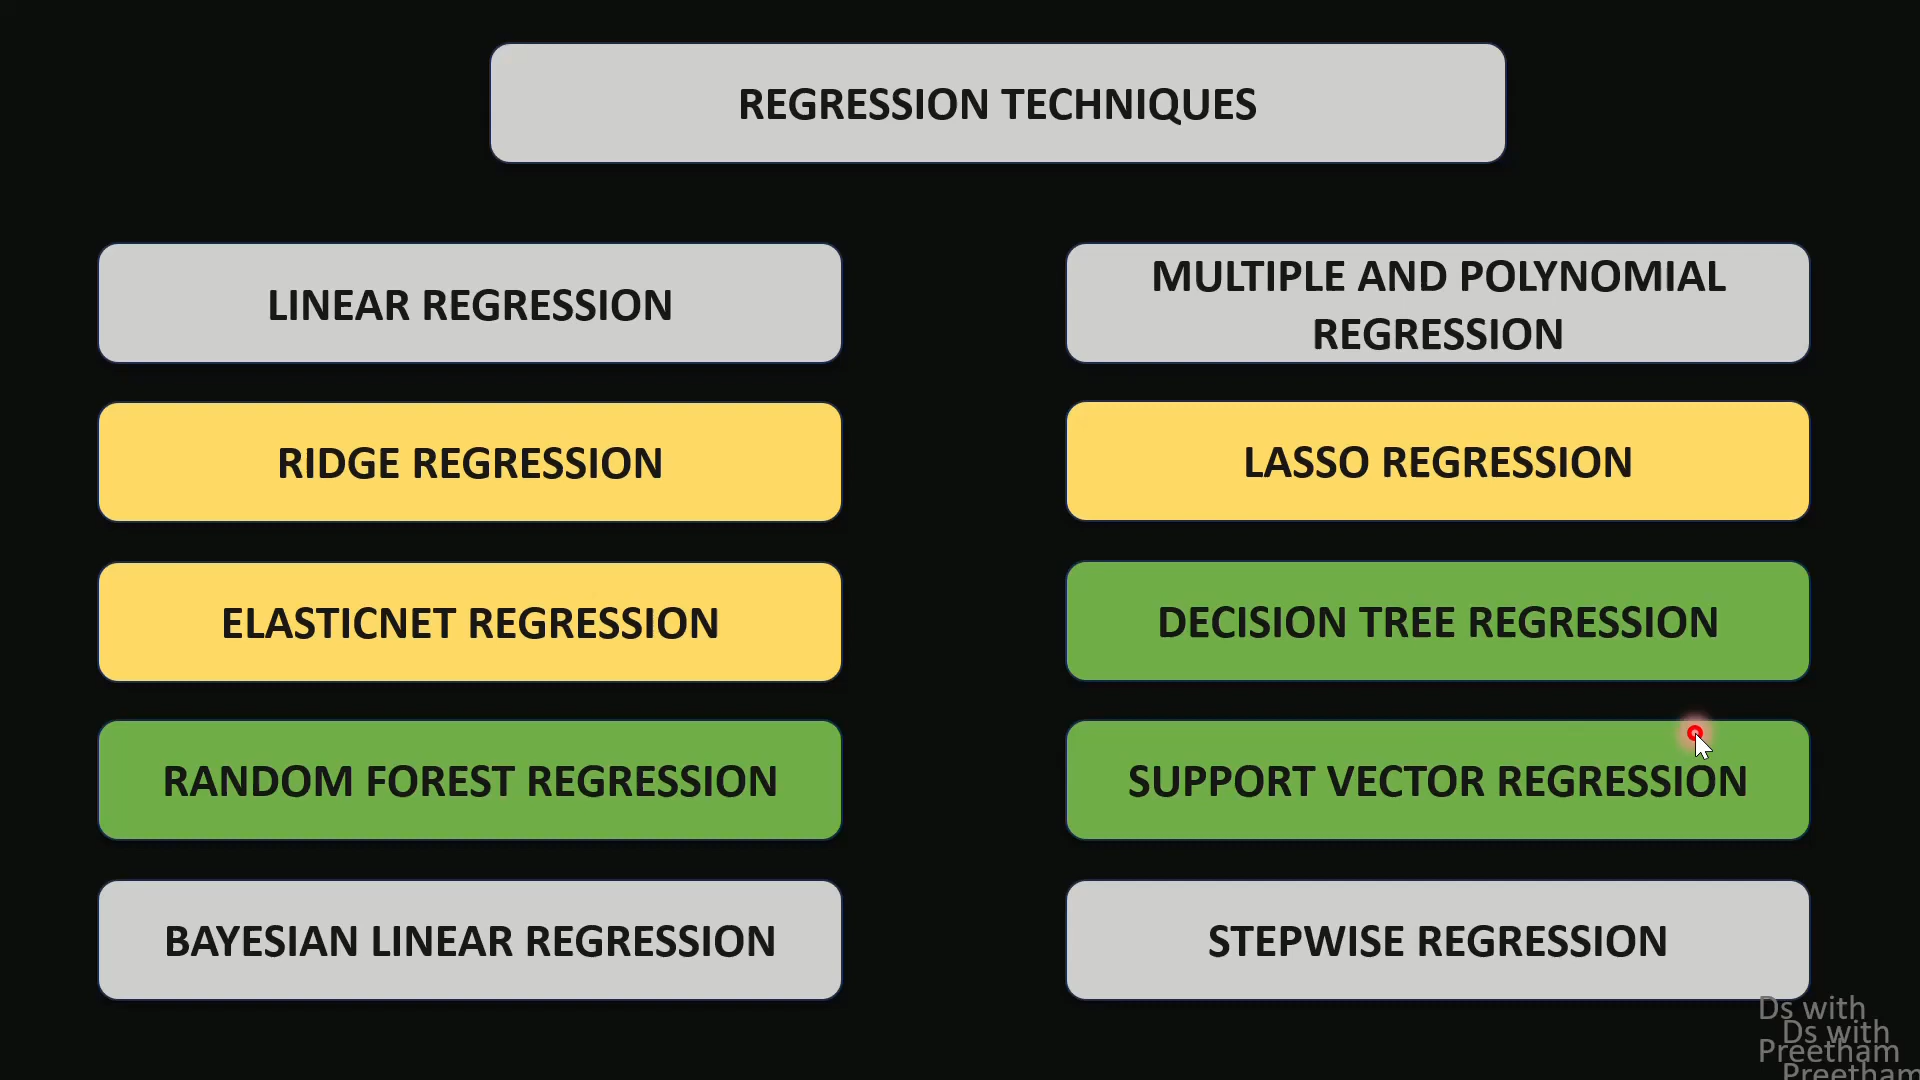 REGRESSION TECHNIQUES
LINEAR REGRESSION
MULTIPLE AND POLYNOMIAL
REGRESSION
RIDGE REGRESSION
LASSO REGRESSION
ELASTICNET REGRESSION
DECISION TREE REGRESSION
RANDOM FOREST REGRESSION
SUPPORT VECTOR REGRESSION
BAYESIAN LINEAR REGRESSION
STEPWISE REGRESSION
Ds with
Ds with
Preetham
Preetham